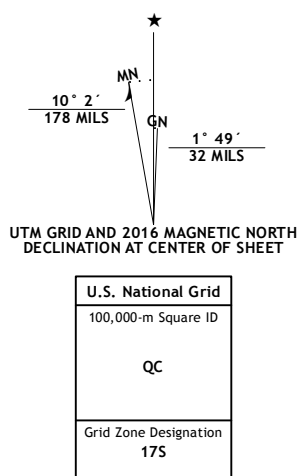 ★
MN
10° 2´
178 MILS
GN
1° 49´
32 MILS
UTM GRID AND 2016 MAGNETIC NORTH
DECLINATION AT CENTER OF SHEET
U.S. National Grid
100,000-m Square ID
QC
Grid Zone Designation
17S